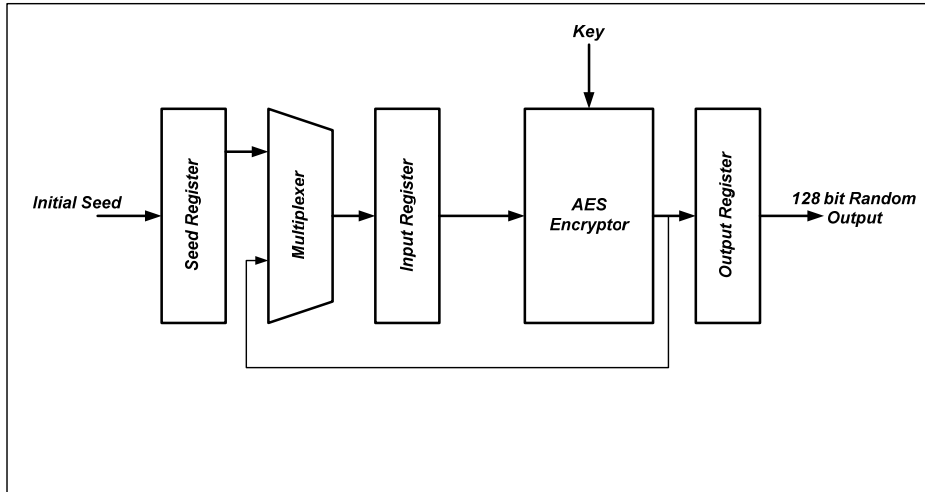 Key
Initial Seed
Seed Register
Multiplexer
Input Register
AES
Encryptor
Output Register
128 bit Random
Output